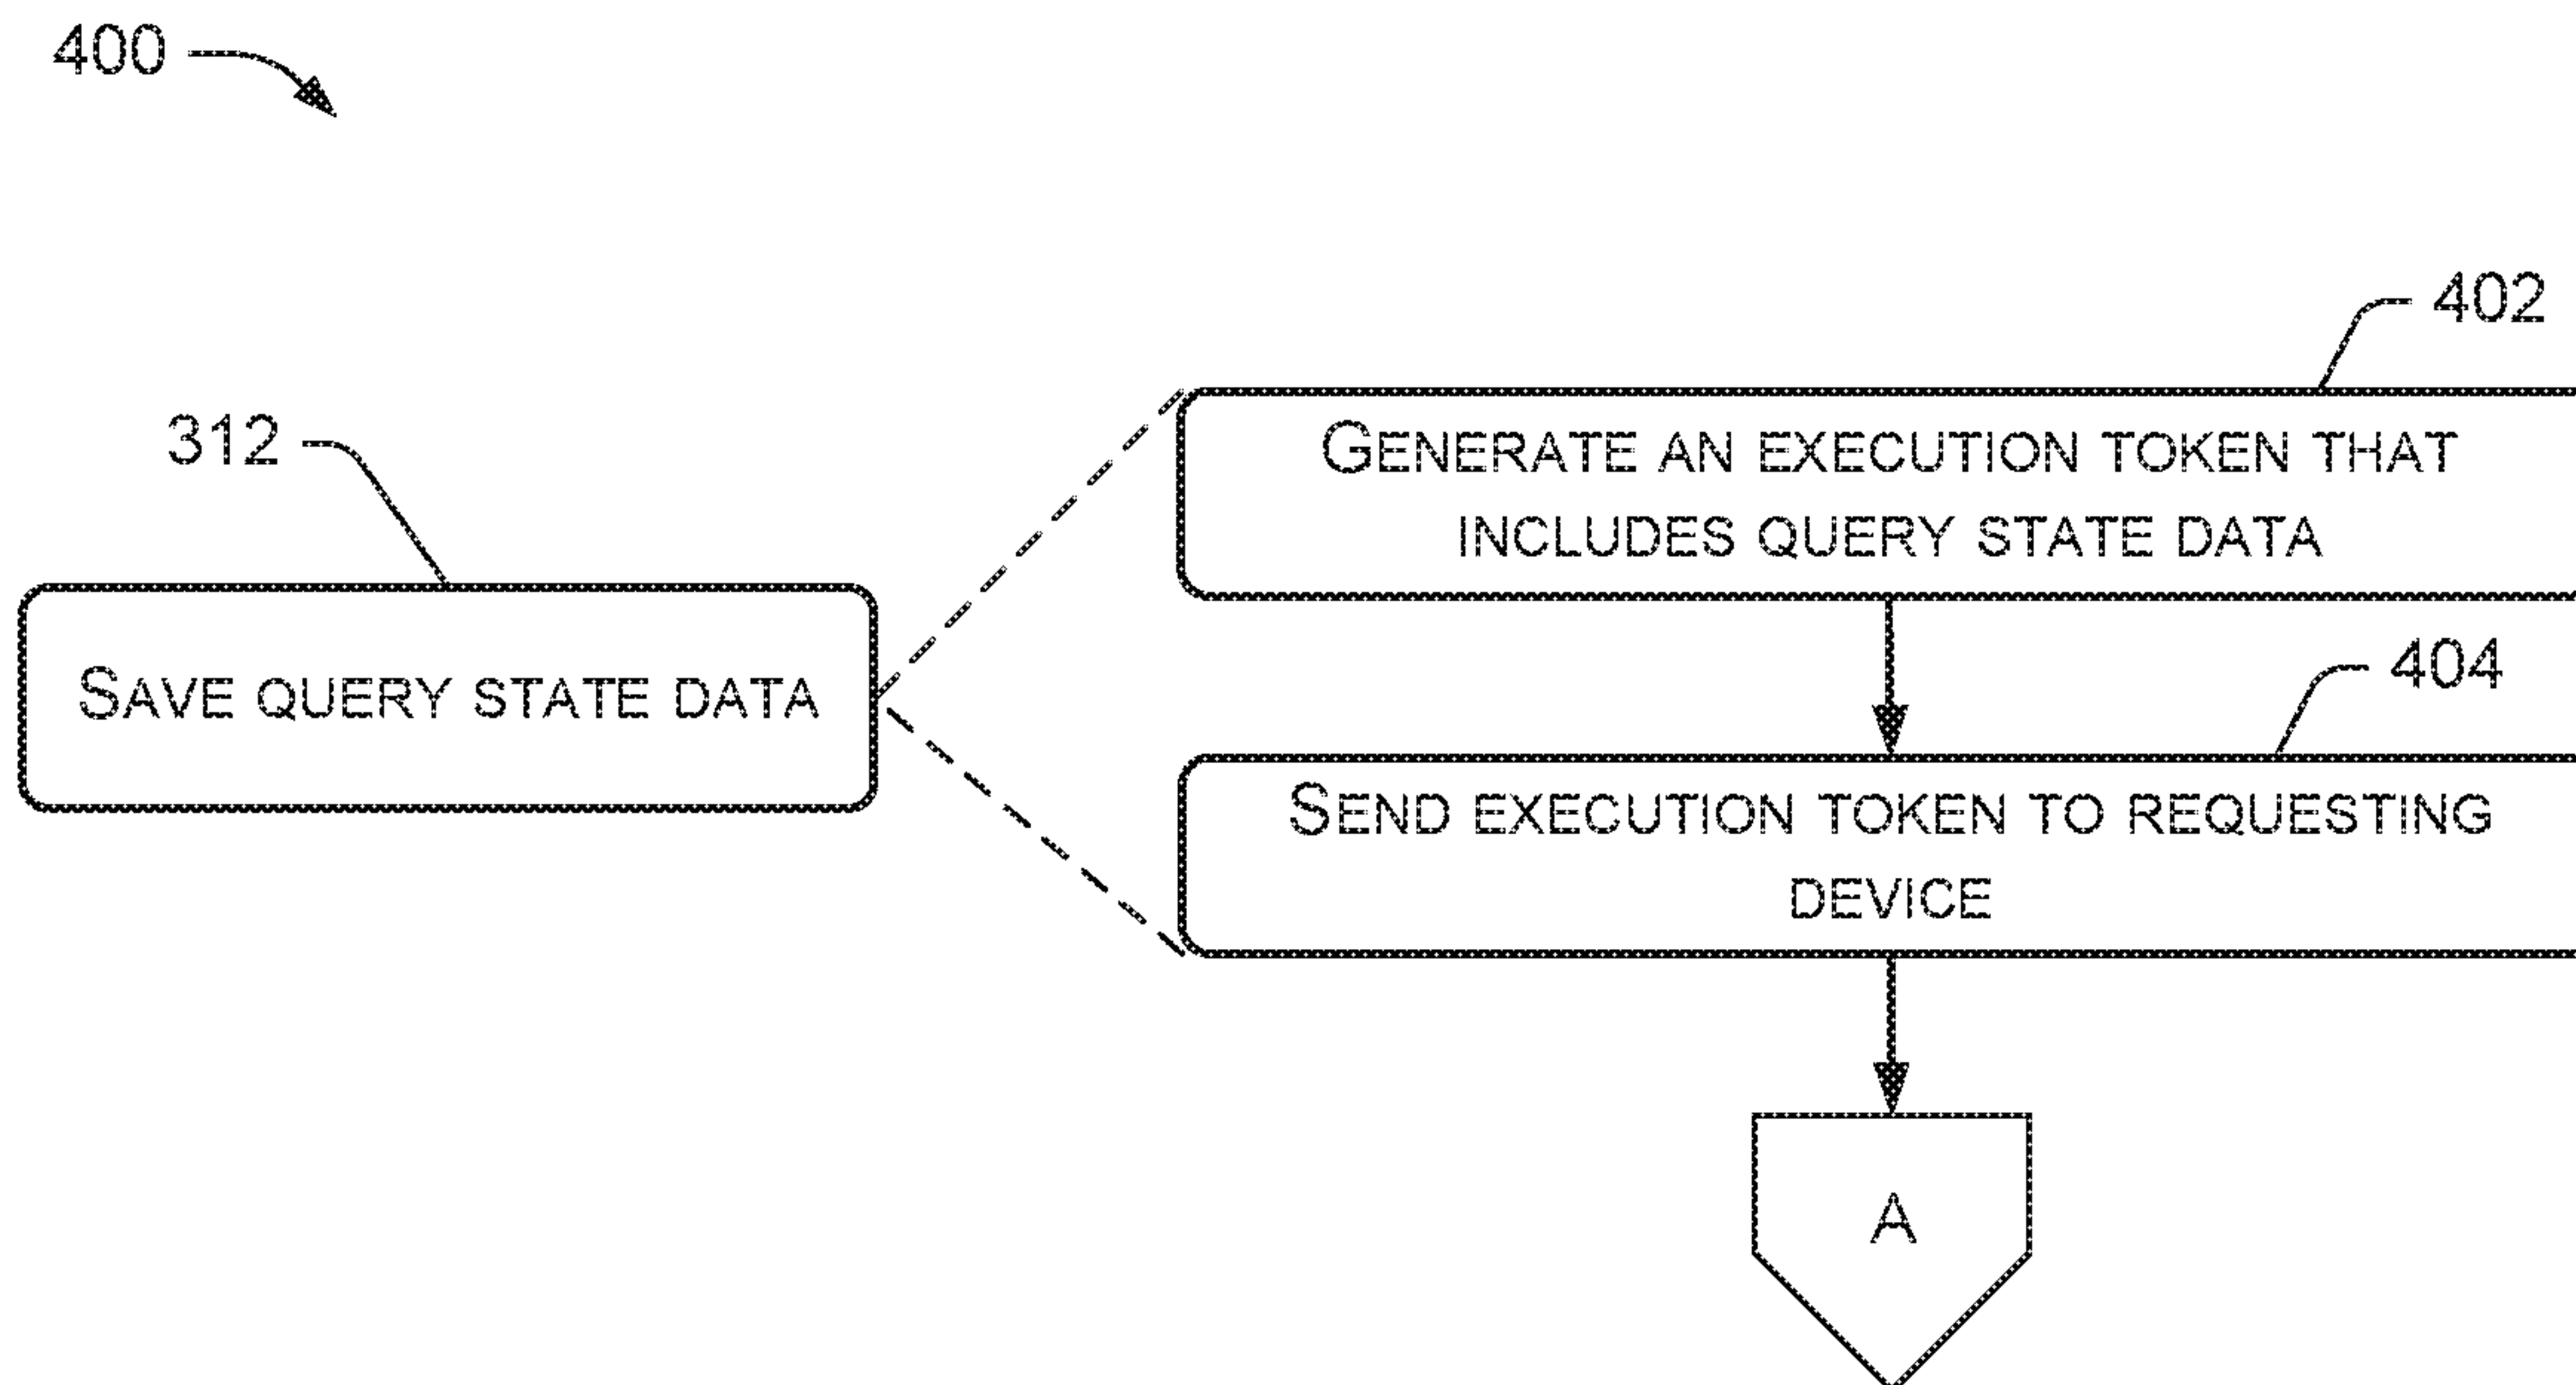 400
402
GENERATE AN EXECUTION TOKEN THAT
INCLUDES QUERY STATE DATA
312
SAVE QUERY STATE DATA
404
SEND EXECUTION TOKEN TO REQUESTING
DEVICE
A